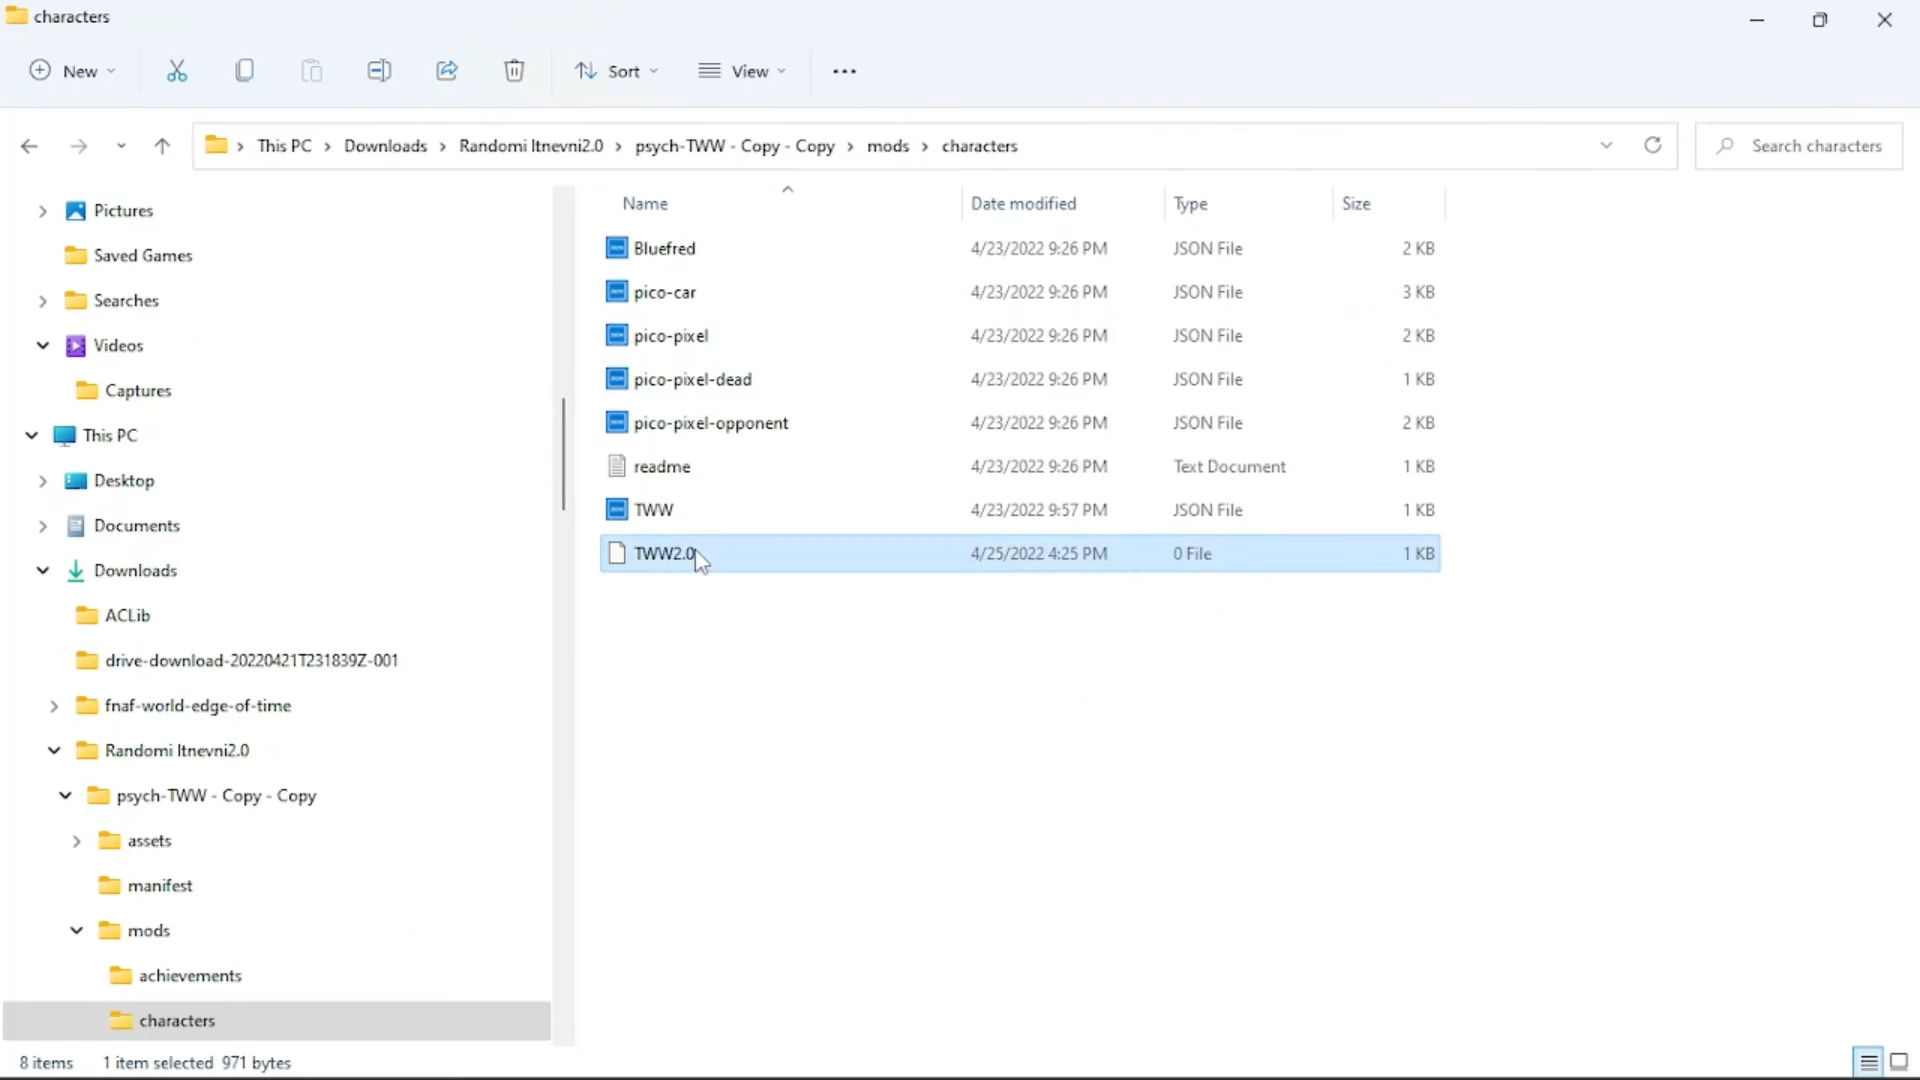 characters
New
Sort
View
This PC > Downloads > Randomi Itnevni2.0 > psych-TWW - Copy - Copy > mods > characters
Search characters
Name Date modified Type Size
Pictures
Saved Games
Searches
Videos
Captures
This PC
Desktop
Documents
Downloads
ACLib
drive-download-20220421T231839Z-001
fnaf-world-edge-of-time
Randomi Itnevni2.0
psych-TWW - Copy - Copy
assets
manifest
mods
achievements
characters
Bluefred 4/23/2022 9:26 PM JSON File 2 KB
pico-car 4/23/2022 9:26 PM JSON File 3 KB
pico-pixel 4/23/2022 9:26 PM JSON File 2 KB
pico-pixel-dead 4/23/2022 9:26 PM JSON File 1 KB
pico-pixel-opponent 4/23/2022 9:26 PM JSON File 2 KB
readme 4/23/2022 9:26 PM Text Document 1 KB
TWW 4/23/2022 9:57 PM JSON File 1 KB
TWW2.0 4/25/2022 4:25 PM 0 File 1 KB
8 items 1 item selected 971 bytes